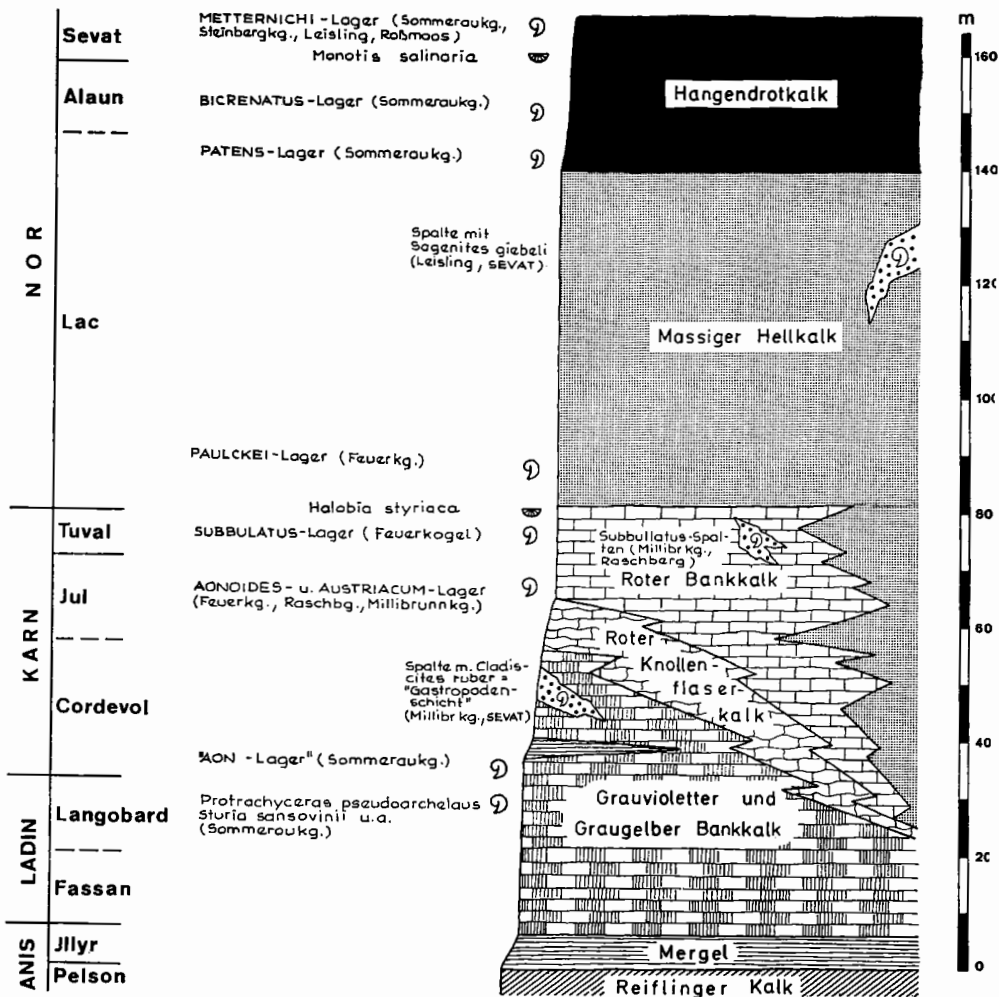 m
METTERNICHI-Lager (Sommeraukg.,
Steinbergkg., Leisling, Roßmoos)
Sevat
160
Monotis salinaria
Alaun
BICRENATUS-Lager (Sommeraukg.)
Hangendrotkalk
PATENS-Lager (Sommeraukg.)
140
NOR
Spalte mit
Sagenites giebeli
(Leisling, SEVAT)
120
Lac
Massiger Hellkalk
100
PAULCKEI-Lager (Feuerkg.)
Halobia styriaca
80
Tuval
SUBBULATUS-Lager (Feuerkogel)
Subbullatus-Spal-
ten (Millibrkg.,
Raschberg)
Roter Bankkalk
Jul
AONOIDES- u. AUSTRIACUM-Lager
(Feuerkg., Raschbg., Millibrunnkg.)
60
KARN
Roter
Knollen-
flaser-
kalk
Spalte m. Cladis-
cites ruber =
"Gastropoden-
schicht"
(Millibrkg., SEVAT)
Cordevol
40
"AON-Lager" (Sommeraukg.)
LADIN
Langobard
Protrachyceras pseudoarchelaus
Sturia sansovinii u.a.
(Sommeraukg.)
Grauvioletter und
Graugelber Bankkalk
20
Fassan
ANIS
Jllyr
Mergel
0
Pelson
Reiflinger Kalk